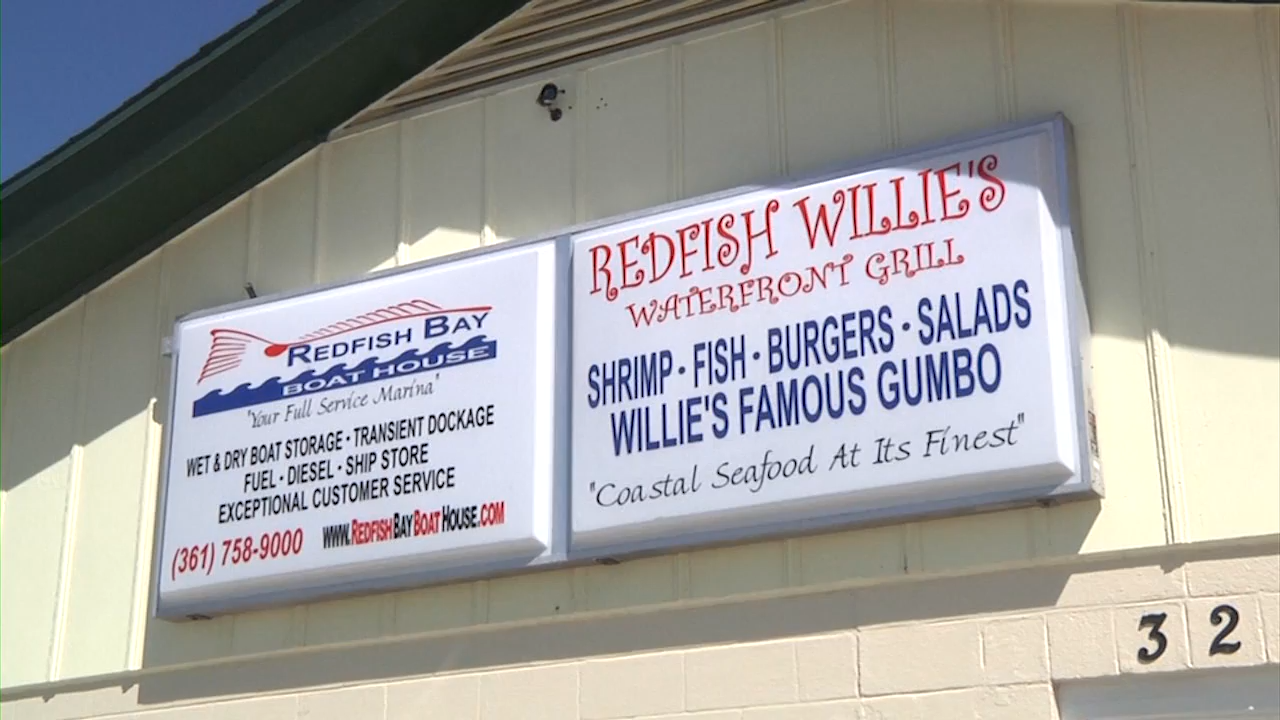 REDFISH BAY
BOAT HOUSE
"Your Full Service Marina"
WET & DRY BOAT STORAGE • TRANSIENT DOCKAGE
FUEL • DIESEL • SHIP STORE
EXCEPTIONAL CUSTOMER SERVICE
(361) 758-9000 WWW.REDFISHBAYBOATHOUSE.COM
REDFISH WILLIE'S
WATERFRONT GRILL
SHRIMP • FISH • BURGERS • SALADS
WILLIE'S FAMOUS GUMBO
"Coastal Seafood At Its Finest"
32